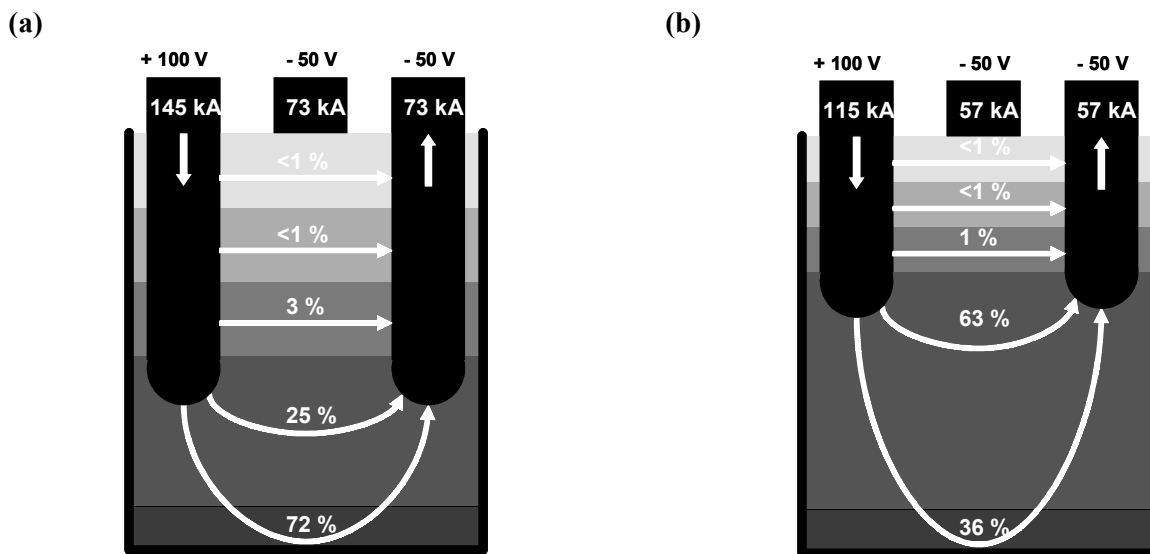 (a)
+ 100 V - 50 V - 50 V
145 kA 73 kA 73 kA
<1 %
<1 %
3 %
25 %
72 %
(b)
+ 100 V - 50 V - 50 V
115 kA 57 kA 57 kA
<1 %
<1 %
1 %
63 %
36 %